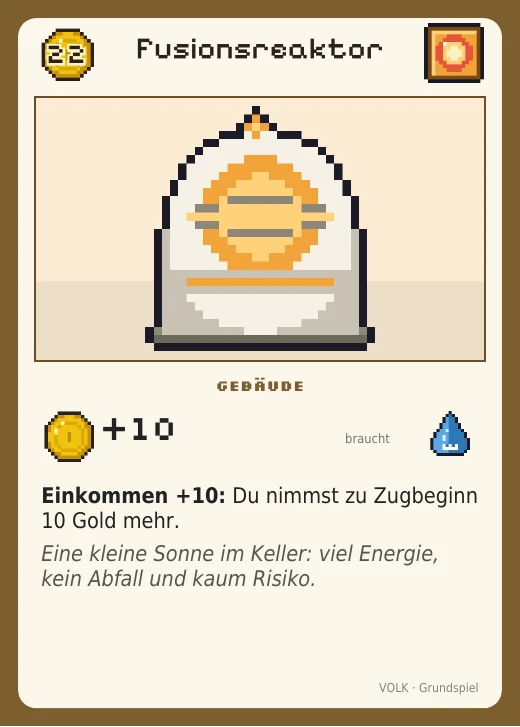 22
Fusionsreaktor
GEBÄUDE
+10
braucht
Einkommen +10: Du nimmst zu Zugbeginn
10 Gold mehr.
Eine kleine Sonne im Keller: viel Energie,
kein Abfall und kaum Risiko.
VOLK · Grundspiel